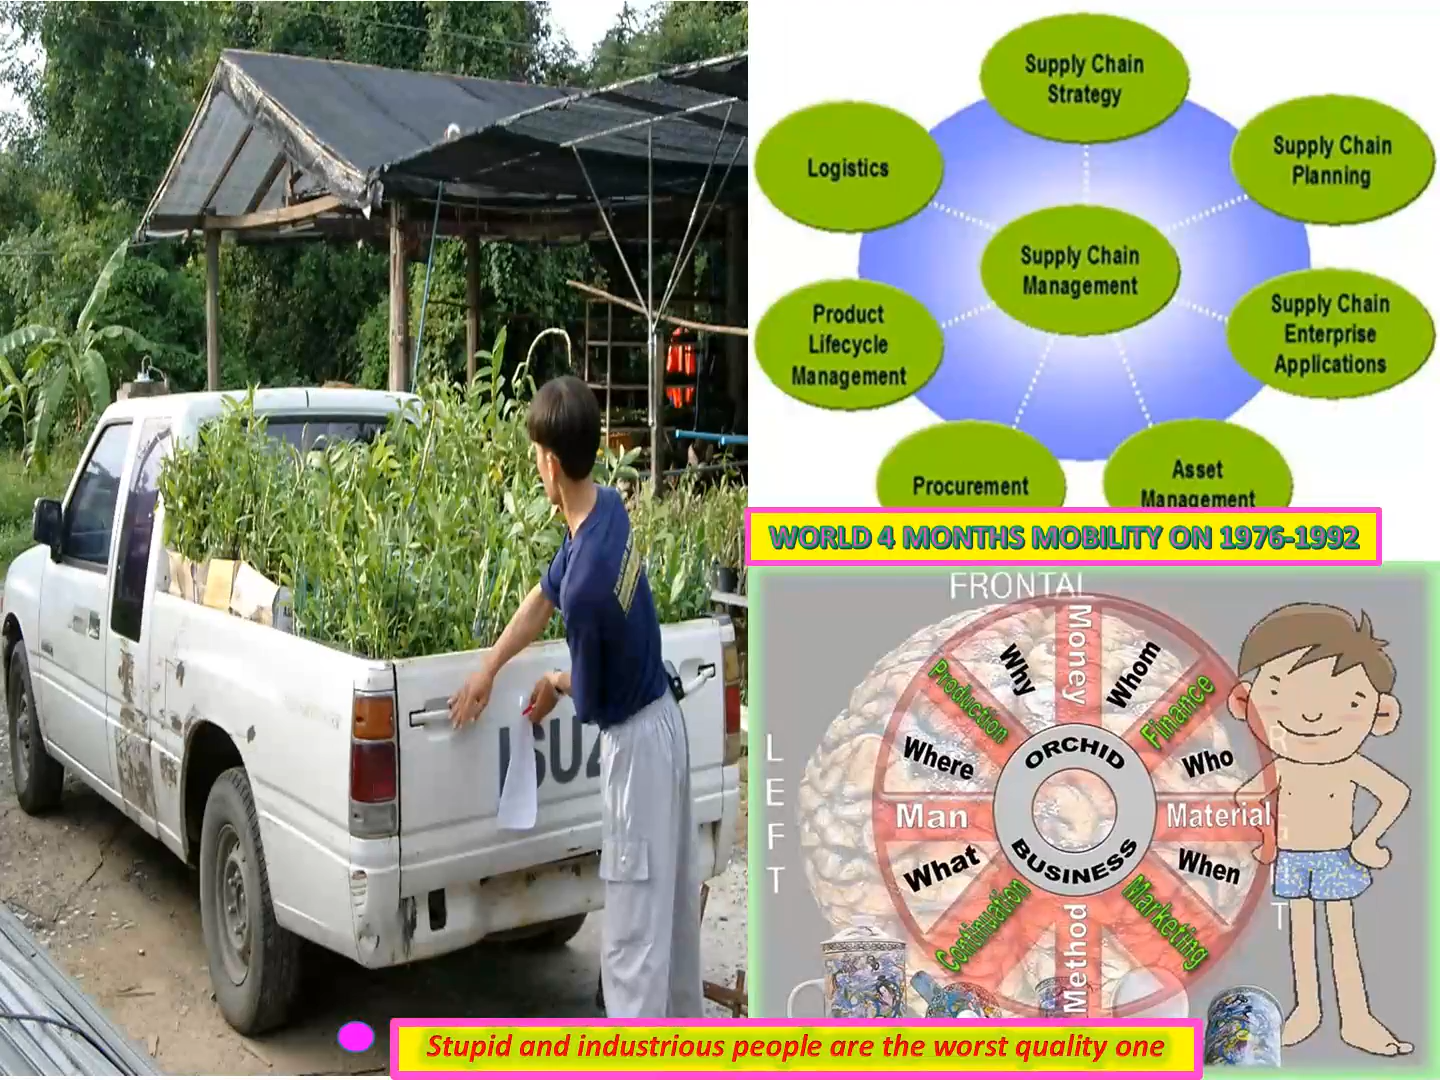 Supply Chain
Strategy
Logistics
Supply Chain
Planning
Supply Chain
Management
Product
Lifecycle
Management
Supply Chain
Enterprise
Applications
Procurement
Asset
Management
WORLD 4 MONTHS MOBILITY ON 1976-1992
FRONTAL
LEFT
Money
Why
Whom
Production
Finance
Where
Who
ORCHID
BUSINESS
Man
Material
What
When
Continuation
Marketing
Method
ISUZ
Stupid and industrious people are the worst quality one